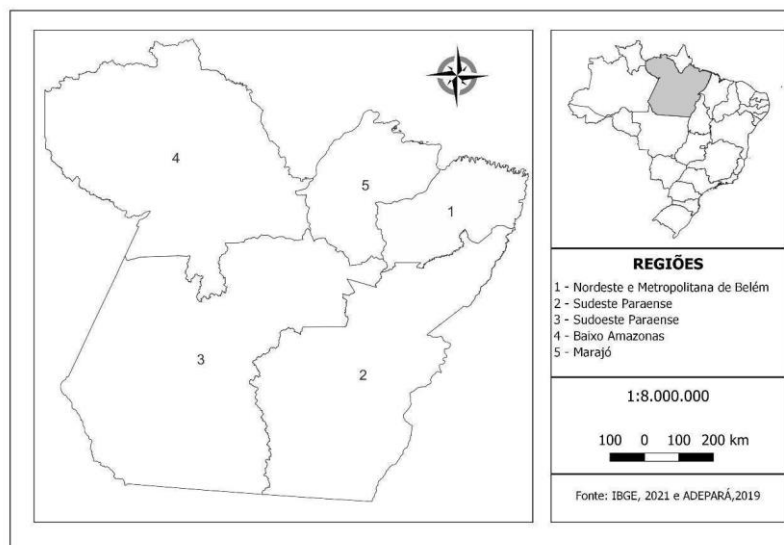 4
5
1
3
2
REGIÕES
1 - Nordeste e Metropolitana de Belém
2 - Sudeste Paraense
3 - Sudoeste Paraense
4 - Baixo Amazonas
5 - Marajó
1:8.000.000
100 0 100 200 km
Fonte: IBGE, 2021 e ADEPARÁ,2019